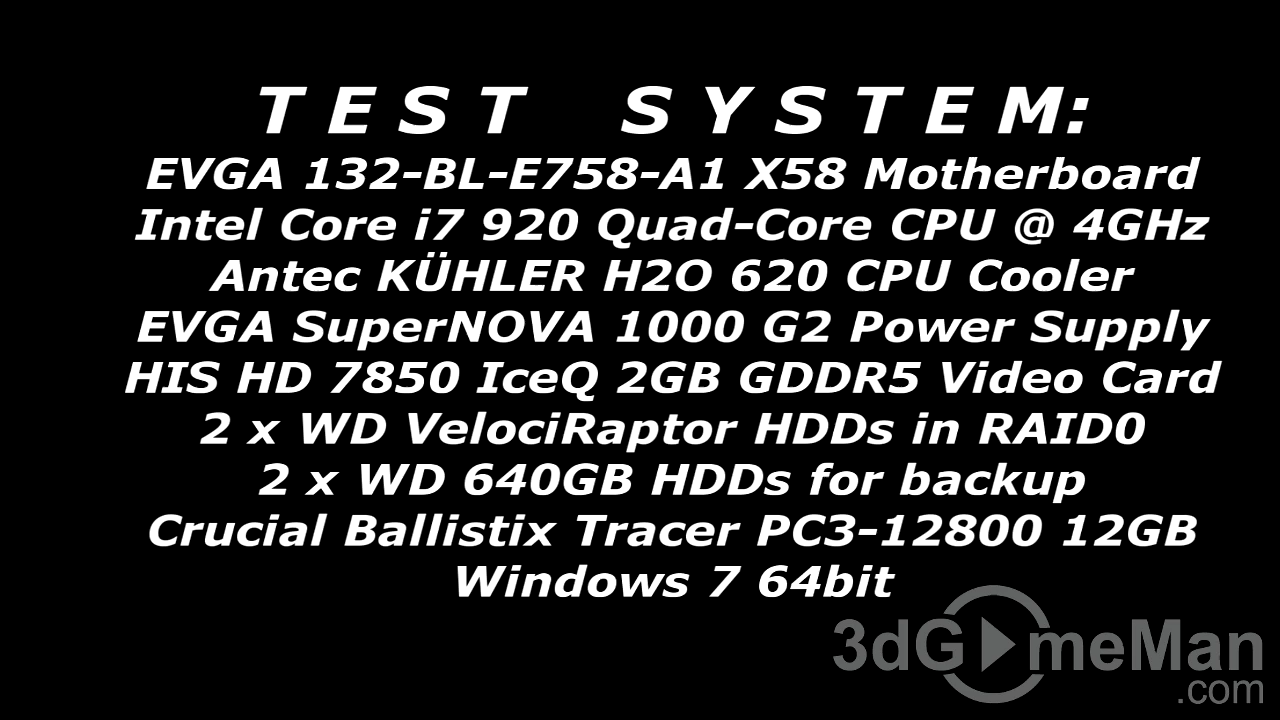 T E S T S Y S T E M:
EVGA 132-BL-E758-A1 X58 Motherboard
Intel Core i7 920 Quad-Core CPU @ 4GHz
Antec KÜHLER H2O 620 CPU Cooler
EVGA SuperNOVA 1000 G2 Power Supply
HIS HD 7850 IceQ 2GB GDDR5 Video Card
2 x WD VelociRaptor HDDs in RAID0
2 x WD 640GB HDDs for backup
Crucial Ballistix Tracer PC3-12800 12GB
Windows 7 64bit
3dGameMan
.com